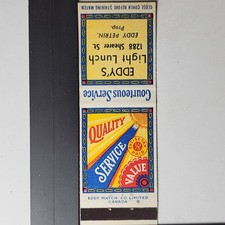 CLOSE COVER BEFORE STRIKING MATCH
EDDY'S
Light Lunch
1288 Shearer St.
EDDY PETRIN,
Prop.
Courteous Service
QUALITY
SERVICE
VALUE
EDDY MATCH CO. LIMITED
CANADA